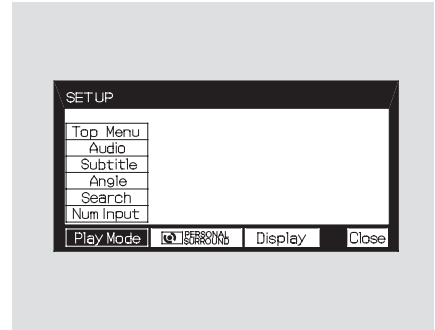 SETUP
Top Menu
Audio
Subtitle
Angle
Search
Num Input
Play Mode PERSONAL SURROUND Display Close